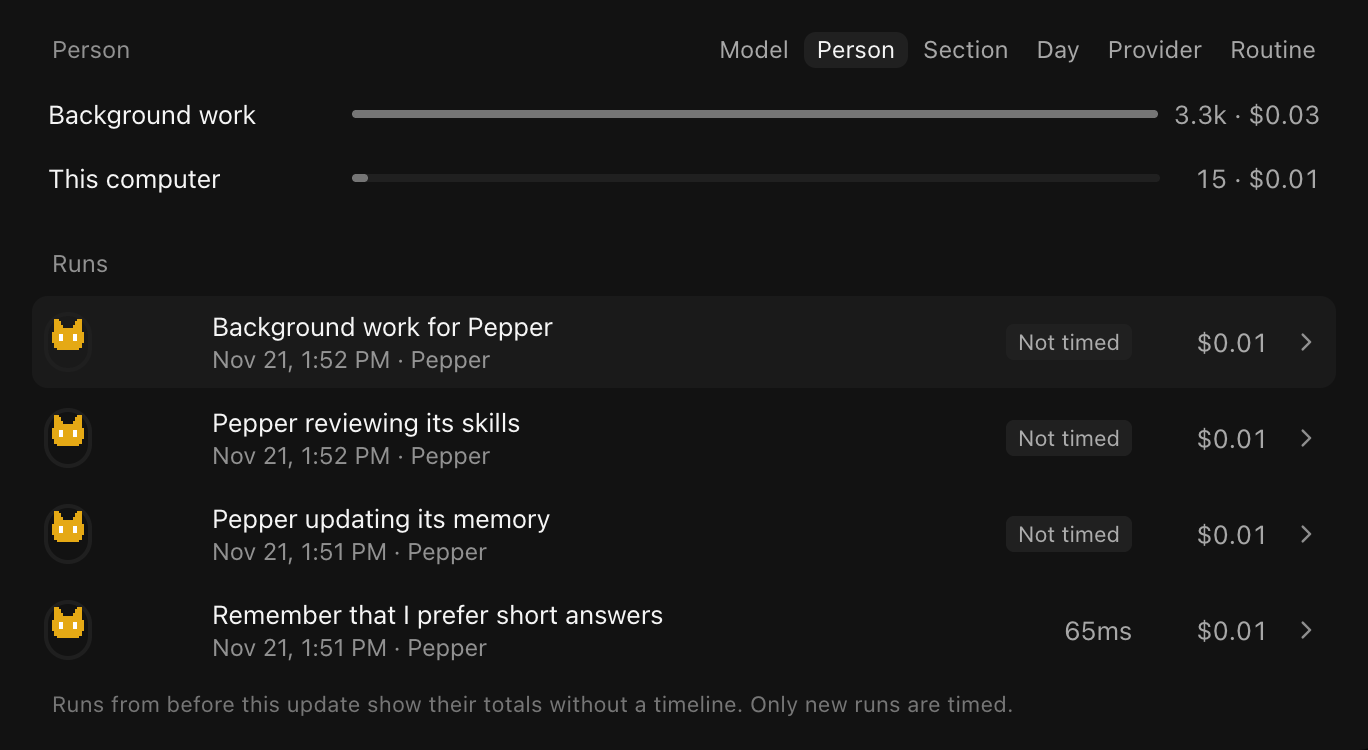 Person
Model Person Section Day Provider Routine
Background work 3.3k · $0.03
This computer 15 · $0.01
Runs
Background work for Pepper
Nov 21, 1:52 PM · Pepper
Not timed $0.01
Pepper reviewing its skills
Nov 21, 1:52 PM · Pepper
Not timed $0.01
Pepper updating its memory
Nov 21, 1:51 PM · Pepper
Not timed $0.01
Remember that I prefer short answers
Nov 21, 1:51 PM · Pepper
65ms $0.01
Runs from before this update show their totals without a timeline. Only new runs are timed.